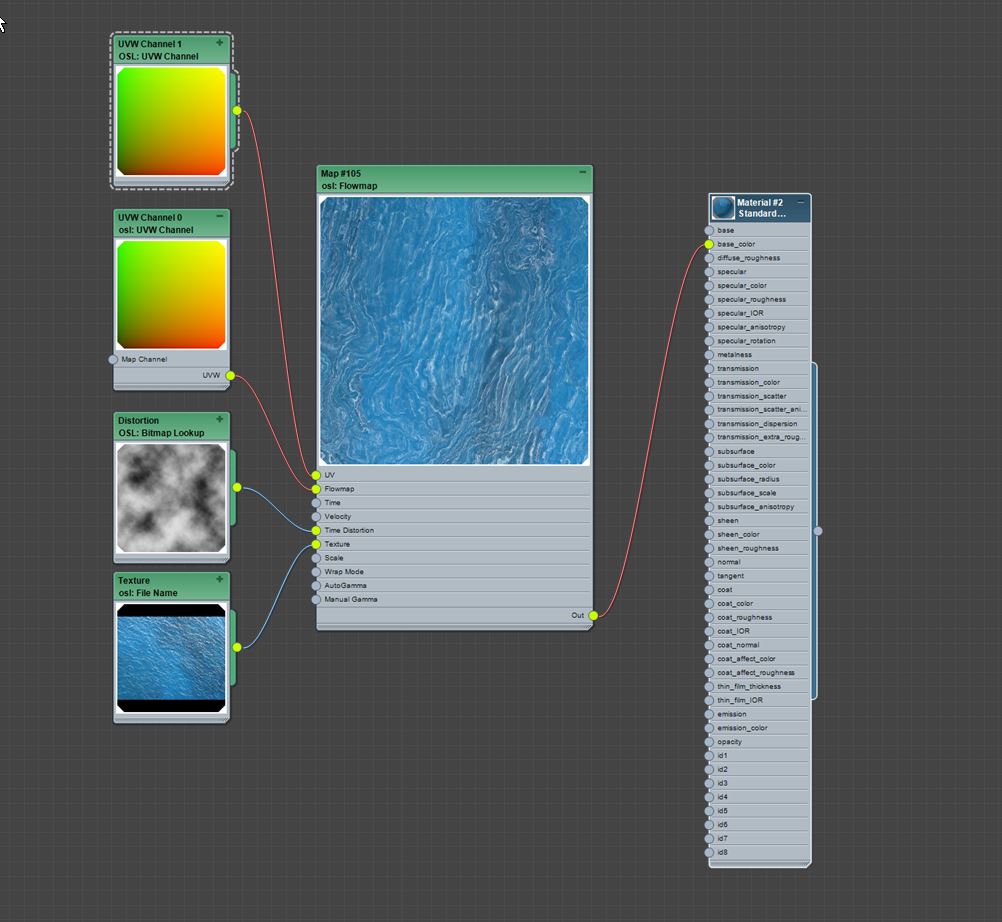 UVW Channel 1
OSL: UVW Channel
UVW Channel 0
osl: UVW Channel
Map Channel
UVW
Distortion
OSL: Bitmap Lookup
Texture
osl: File Name
Map #105
osl: Flowmap
UV
Flowmap
Time
Velocity
Time Distortion
Texture
Scale
Wrap Mode
AutoGamma
Manual Gamma
Out
Material #2
Standard...
base
base_color
diffuse_roughness
specular
specular_color
specular_roughness
specular_IOR
specular_anisotropy
specular_rotation
metalness
transmission
transmission_color
transmission_scatter
transmission_scatter_ani...
transmission_dispersion
transmission_extra_roug...
subsurface
subsurface_color
subsurface_radius
subsurface_scale
subsurface_anisotropy
sheen
sheen_color
sheen_roughness
normal
tangent
coat
coat_color
coat_roughness
coat_IOR
coat_normal
coat_affect_color
coat_affect_roughness
thin_film_thickness
thin_film_IOR
emission
emission_color
opacity
id1
id2
id3
id4
id5
id6
id7
id8